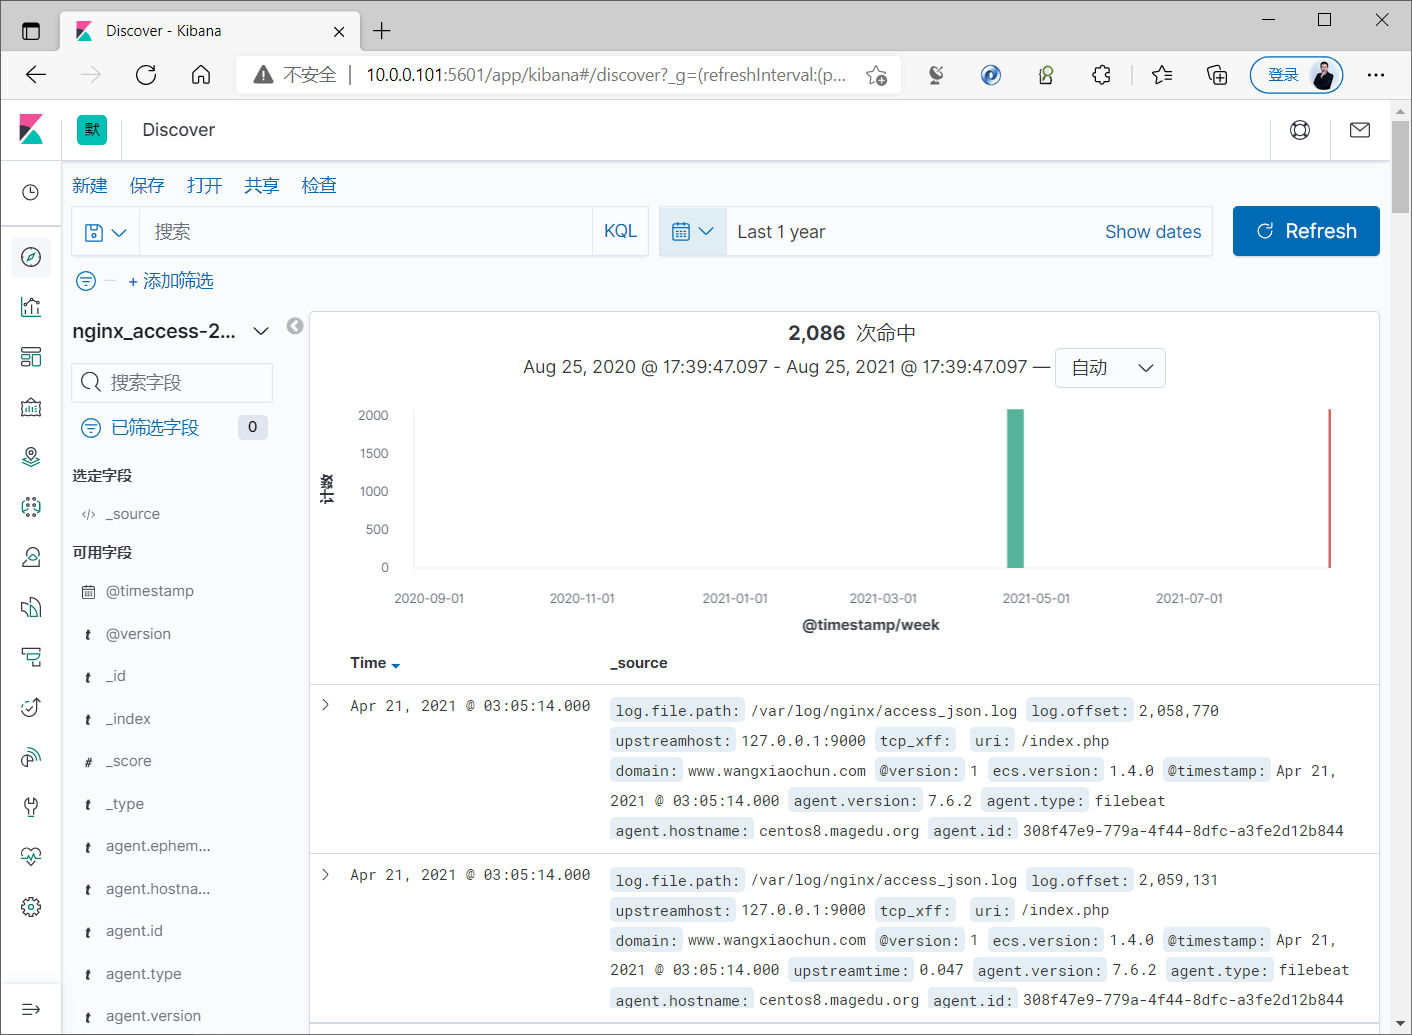 Discover - Kibana
不安全 | 10.0.0.101:5601/app/kibana#/discover?_g=(refreshInterval:(p...
登录
默 Discover
新建 保存 打开 共享 检查
搜索 KQL Last 1 year Show dates Refresh
+ 添加筛选
nginx_access-2...
搜索字段
已筛选字段 0
选定字段
</> _source
可用字段
@timestamp
t @version
t _id
t _index
# _score
t _type
t agent.ephem...
t agent.hostna...
t agent.id
t agent.type
t agent.version
2,086 次命中
Aug 25, 2020 @ 17:39:47.097 - Aug 25, 2021 @ 17:39:47.097 — 自动
计数
2000
1500
1000
500
0
2020-09-01 2020-11-01 2021-01-01 2021-03-01 2021-05-01 2021-07-01
@timestamp/week
Time _source
Apr 21, 2021 @ 03:05:14.000 log.file.path: /var/log/nginx/access_json.log log.offset: 2,058,770
upstreamhost: 127.0.0.1:9000 tcp_xff: uri: /index.php
domain: www.wangxiaochun.com @version: 1 ecs.version: 1.4.0 @timestamp: Apr 21,
2021 @ 03:05:14.000 agent.version: 7.6.2 agent.type: filebeat
agent.hostname: centos8.magedu.org agent.id: 308f47e9-779a-4f44-8dfc-a3fe2d12b844
Apr 21, 2021 @ 03:05:14.000 log.file.path: /var/log/nginx/access_json.log log.offset: 2,059,131
upstreamhost: 127.0.0.1:9000 tcp_xff: uri: /index.php
domain: www.wangxiaochun.com @version: 1 ecs.version: 1.4.0 @timestamp: Apr 21,
2021 @ 03:05:14.000 upstreamtime: 0.047 agent.version: 7.6.2 agent.type: filebeat
agent.hostname: centos8.magedu.org agent.id: 308f47e9-779a-4f44-8dfc-a3fe2d12b844